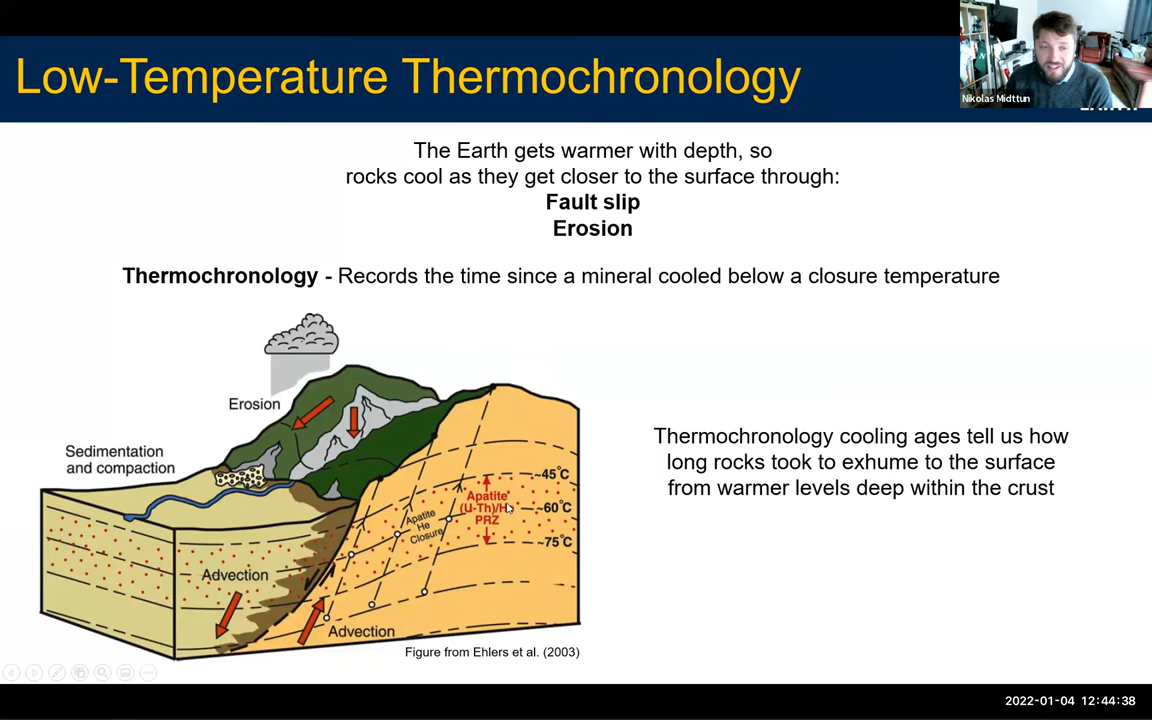 Low-Temperature Thermochronology
Nikolas Midttun
The Earth gets warmer with depth, so
rocks cool as they get closer to the surface through:
Fault slip
Erosion
Thermochronology - Records the time since a mineral cooled below a closure temperature
Erosion
Sedimentation
and compaction
Advection
Advection
Apatite
He
Closure
Apatite
(U-Th)/He
PRZ
~45°C
~60°C
~75°C
Figure from Ehlers et al. (2003)
Thermochronology cooling ages tell us how
long rocks took to exhume to the surface
from warmer levels deep within the crust
2022-01-04 12:44:38